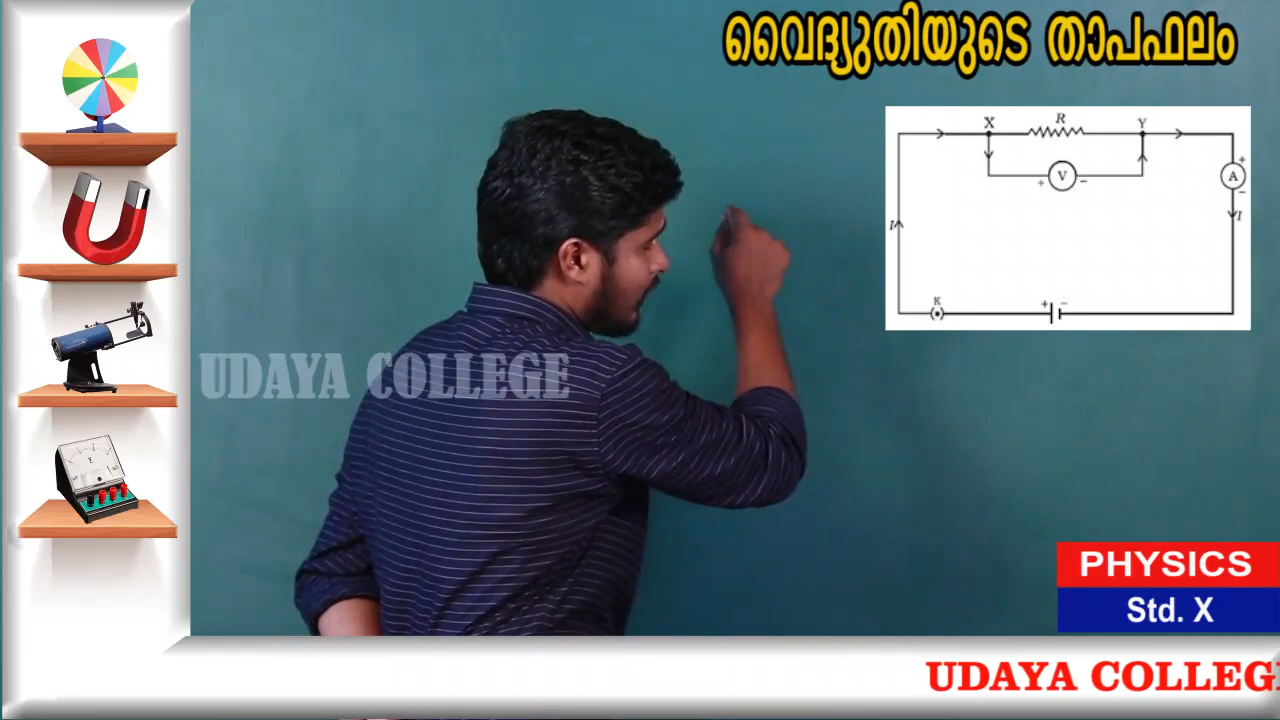 വൈദ്യുതിയുടെ താപഫലം
X
R
Y
+
V
−
+
A
−
I
I
K
+
−
UDAYA COLLEGE
PHYSICS
Std. X
UDAYA COLLEG